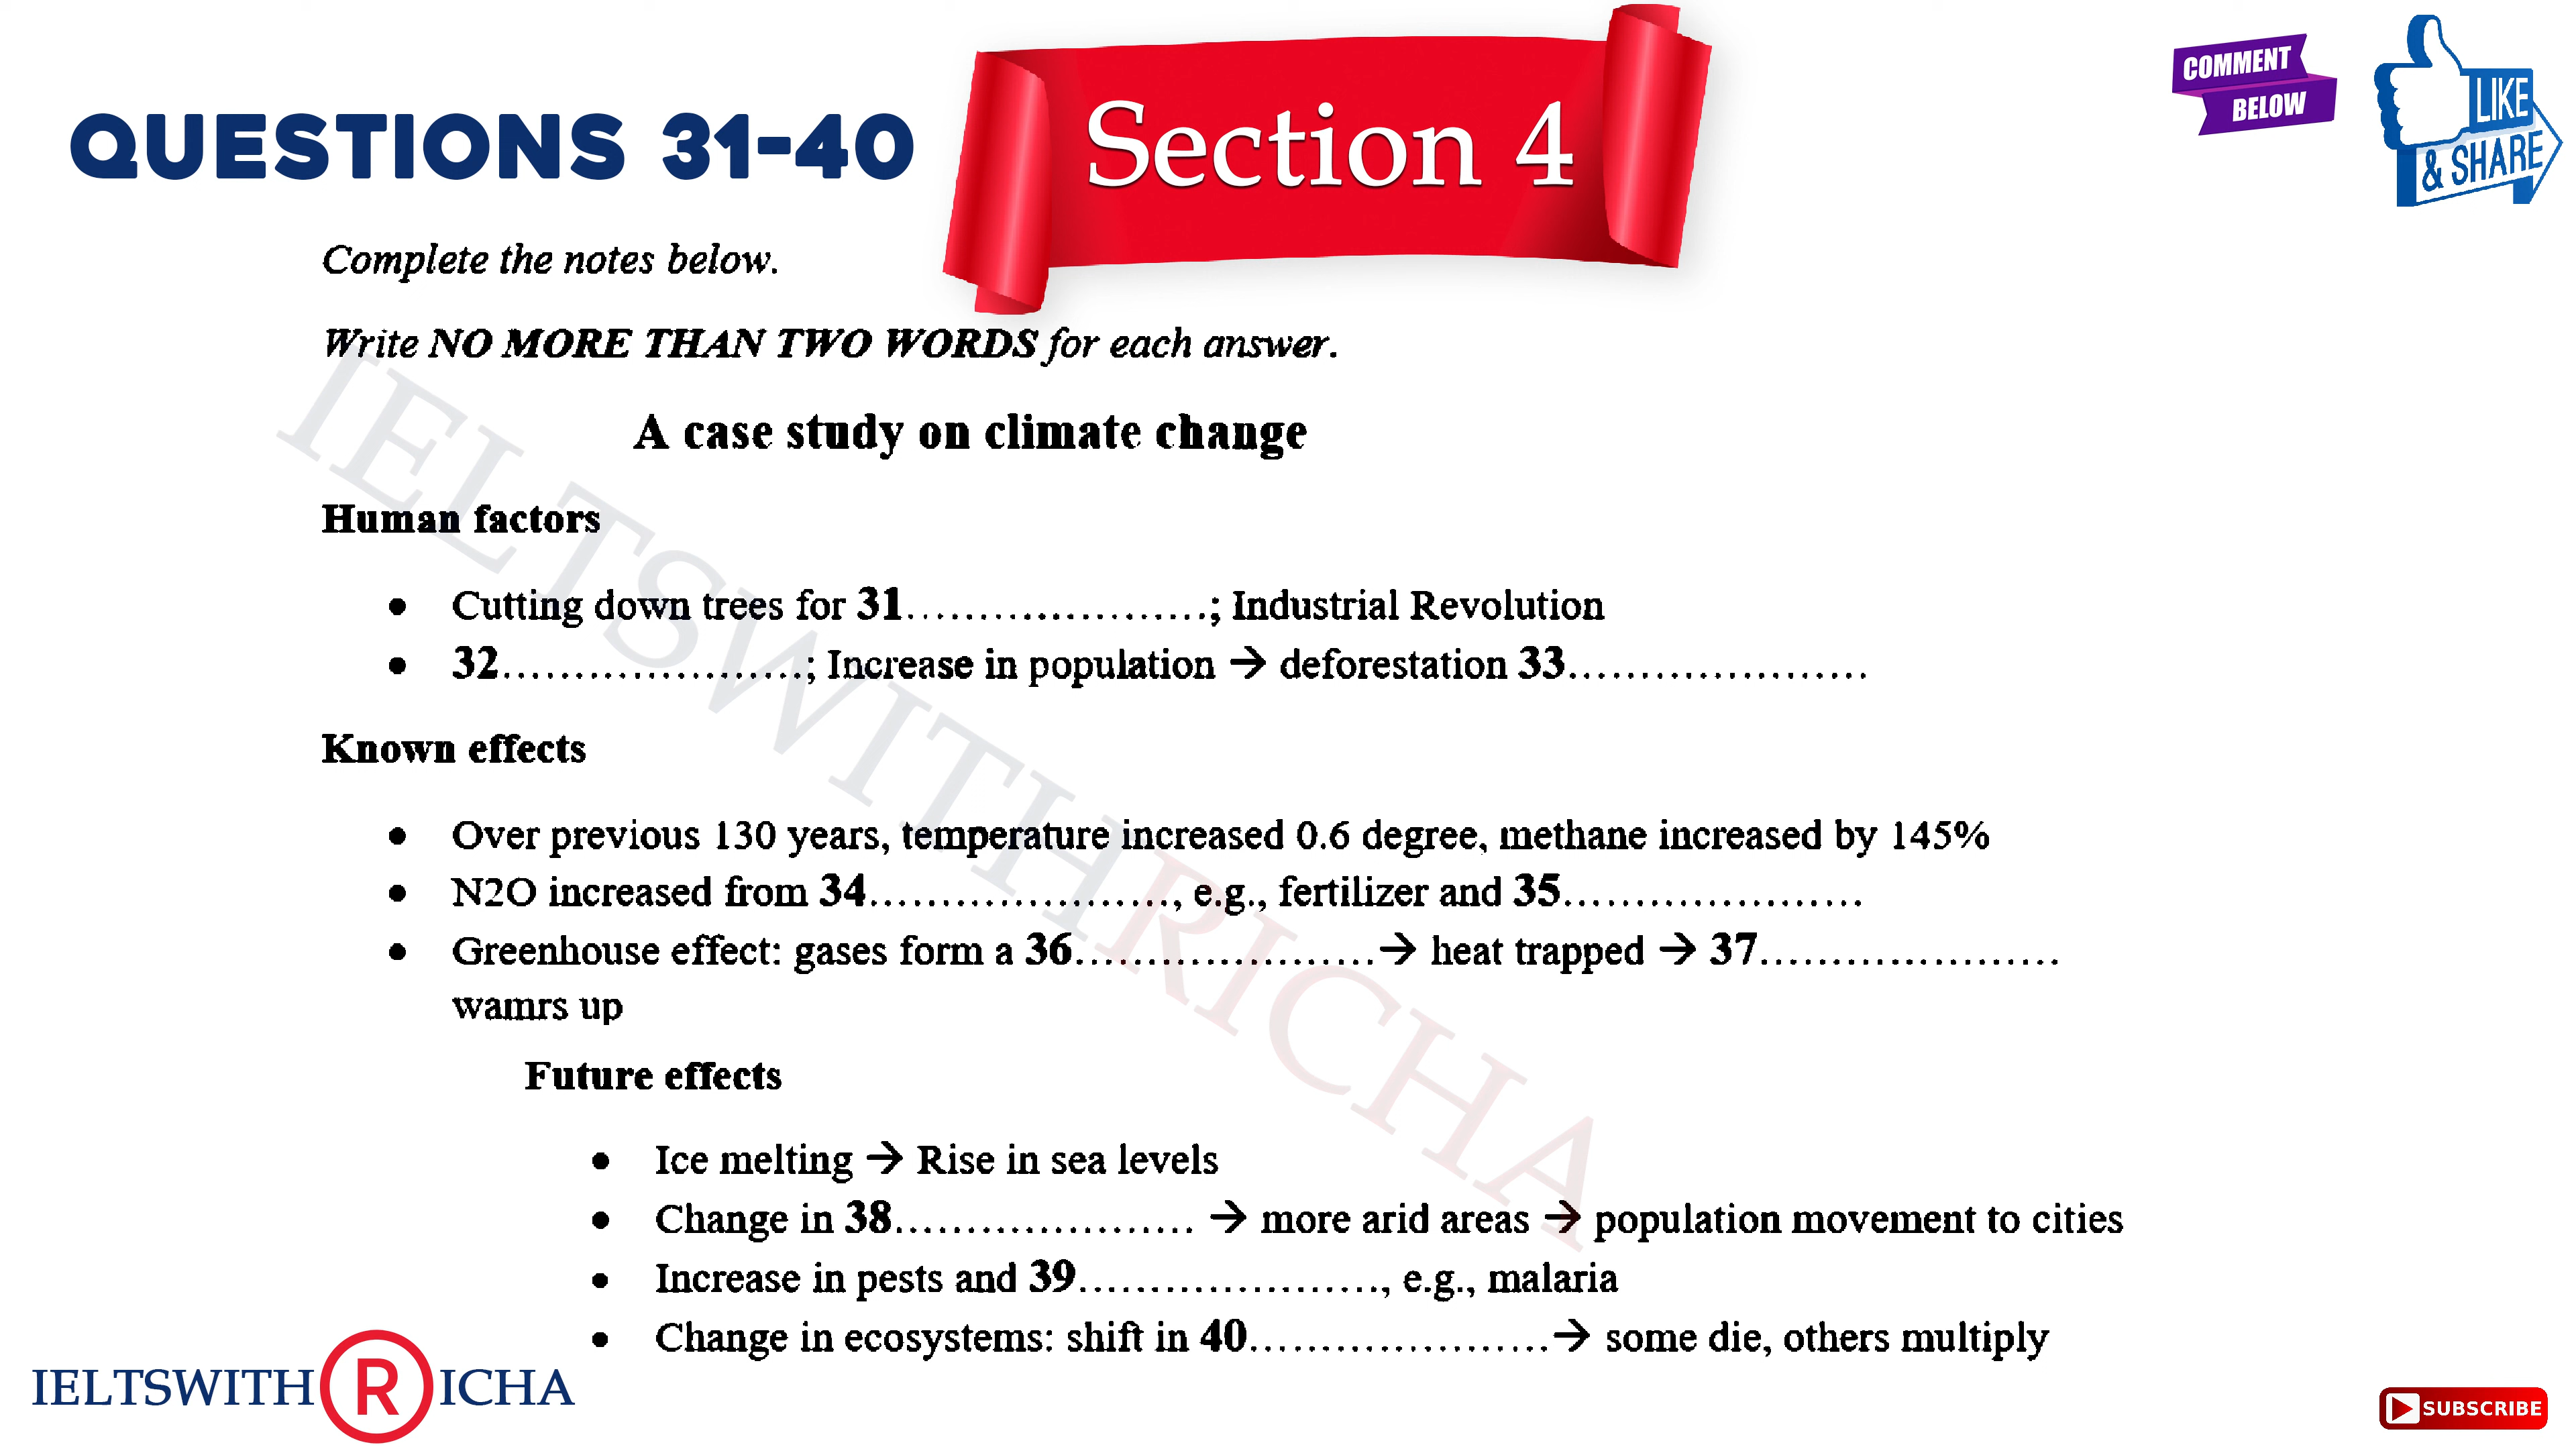 QUESTIONS 31-40
Section 4
COMMENT
BELOW
LIKE
& SHARE
Complete the notes below.
Write NO MORE THAN TWO WORDS for each answer.
A case study on climate change
Human factors
• Cutting down trees for 31.....................; Industrial Revolution
• 32.....................; Increase in population → deforestation 33.....................
Known effects
• Over previous 130 years, temperature increased 0.6 degree, methane increased by 145%
• N2O increased from 34....................., e.g., fertilizer and 35.....................
• Greenhouse effect: gases form a 36.....................→ heat trapped → 37.....................
wamrs up
Future effects
• Ice melting → Rise in sea levels
• Change in 38..................... → more arid areas → population movement to cities
• Increase in pests and 39....................., e.g., malaria
• Change in ecosystems: shift in 40.....................→ some die, others multiply
IELTSWITHRICHA
IELTSWITHRICHA
SUBSCRIBE